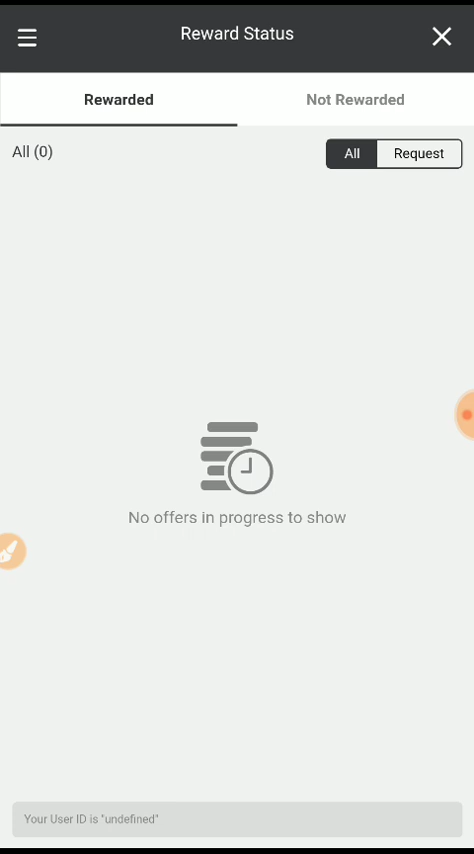 Reward Status
Rewarded
Not Rewarded
All (0)
All
Request
No offers in progress to show
Your User ID is "undefined"